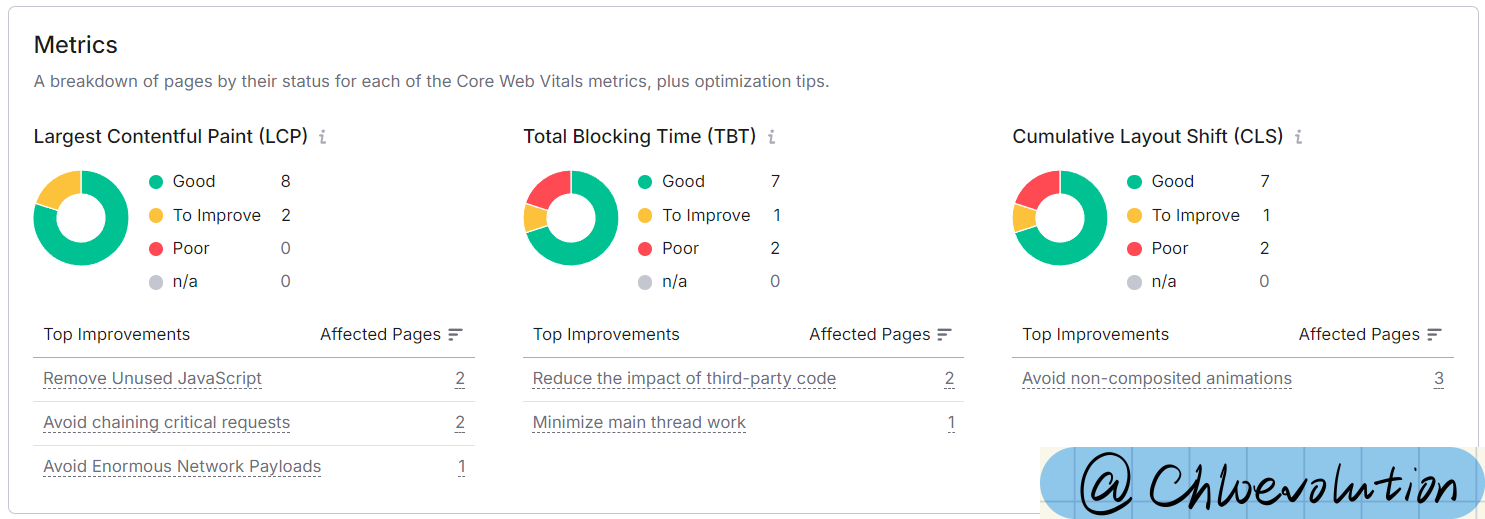 Metrics
A breakdown of pages by their status for each of the Core Web Vitals metrics, plus optimization tips.
Largest Contentful Paint (LCP) i
Good 8
To Improve 2
Poor 0
n/a 0
Top Improvements Affected Pages
Remove Unused JavaScript 2
Avoid chaining critical requests 2
Avoid Enormous Network Payloads 1
Total Blocking Time (TBT) i
Good 7
To Improve 1
Poor 2
n/a 0
Top Improvements Affected Pages
Reduce the impact of third-party code 2
Minimize main thread work 1
Cumulative Layout Shift (CLS) i
Good 7
To Improve 1
Poor 2
n/a 0
Top Improvements Affected Pages
Avoid non-composited animations 3
@Chloevolution